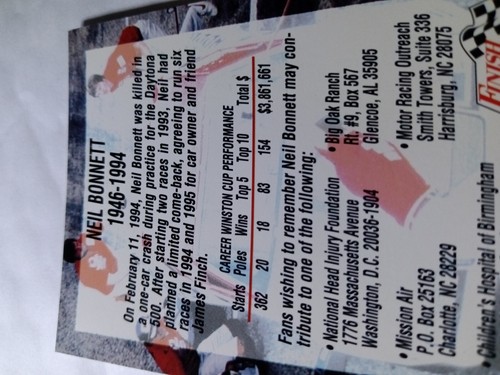 NEIL BONNETT
1946-1994
On February 11, 1994, Neil Bonnett was killed in
a one-car crash during practice for the Daytona
500. After starting two races in 1993, Neil had
planned a limited come-back, agreeing to run six
races in 1994 and 1995 for car owner and friend
James Finch.
CAREER WINSTON CUP PERFORMANCE
Starts Poles Wins Top 5 Top 10 Total $
362 20 18 83 154 $3,861,661
Fans wishing to remember Neil Bonnett may con-
tribute to one of the following:
• National Head Injury Foundation
1776 Massachusetts Avenue
Washington, D.C. 20036-1904
• Big Oak Ranch
Rt. #9, Box 567
Glencoe, AL 35905
• Mission Air
P.O. Box 25163
Charlotte, NC 28229
• Motor Racing Outreach
Smith Towers, Suite 336
Harrisburg, NC 28075
• Children's Hospital of Birmingham
FINISH